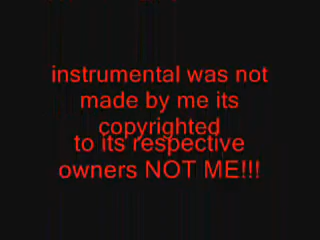 instrumental was not
made by me its
copyrighted
to its respective
owners NOT ME!!!